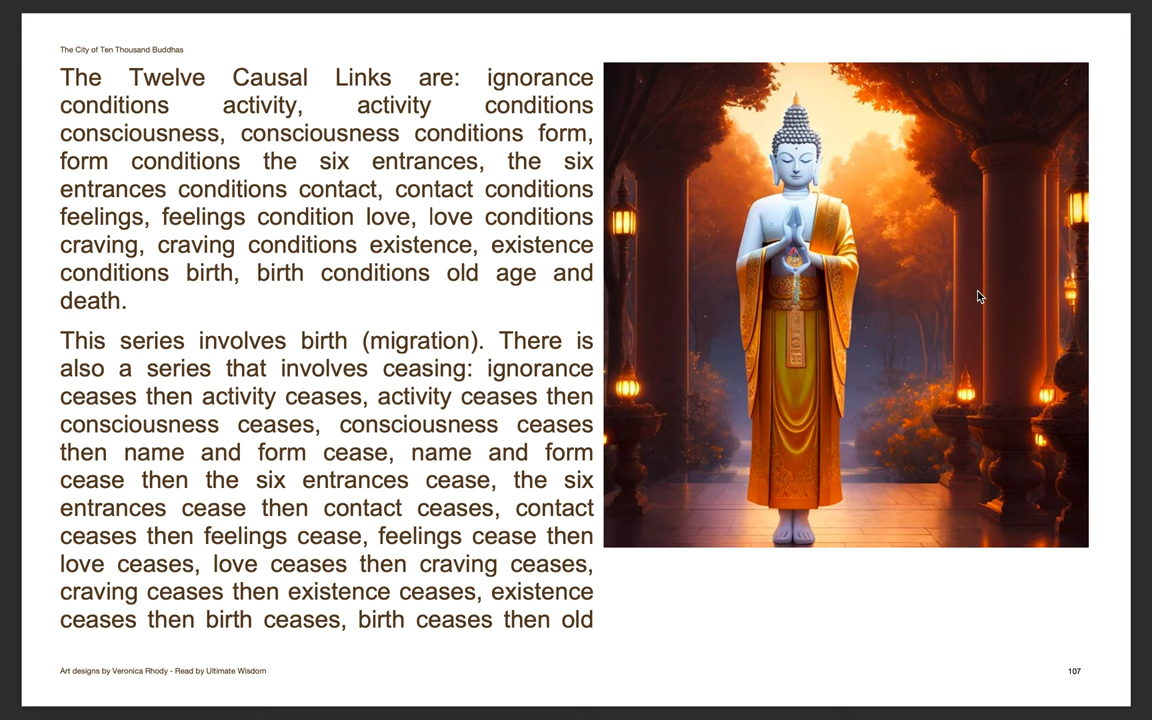 The City of Ten Thousand Buddhas
The Twelve Causal Links are: ignorance
conditions activity, activity conditions
consciousness, consciousness conditions form,
form conditions the six entrances, the six
entrances conditions contact, contact conditions
feelings, feelings condition love, love conditions
craving, craving conditions existence, existence
conditions birth, birth conditions old age and
death.
This series involves birth (migration). There is
also a series that involves ceasing: ignorance
ceases then activity ceases, activity ceases then
consciousness ceases, consciousness ceases
then name and form cease, name and form
cease then the six entrances cease, the six
entrances cease then contact ceases, contact
ceases then feelings cease, feelings cease then
love ceases, love ceases then craving ceases,
craving ceases then existence ceases, existence
ceases then birth ceases, birth ceases then old
Art designs by Veronica Rhody - Read by Ultimate Wisdom
107